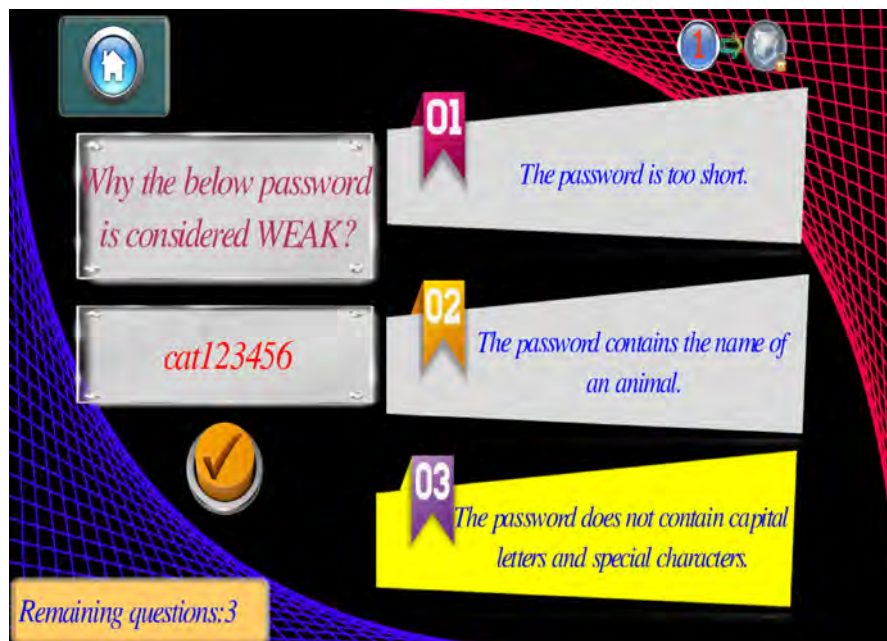 1
Why the below password
is considered WEAK?
cat123456
01
The password is too short.
02
The password contains the name of
an animal.
03
The password does not contain capital
letters and special characters.
Remaining questions:3